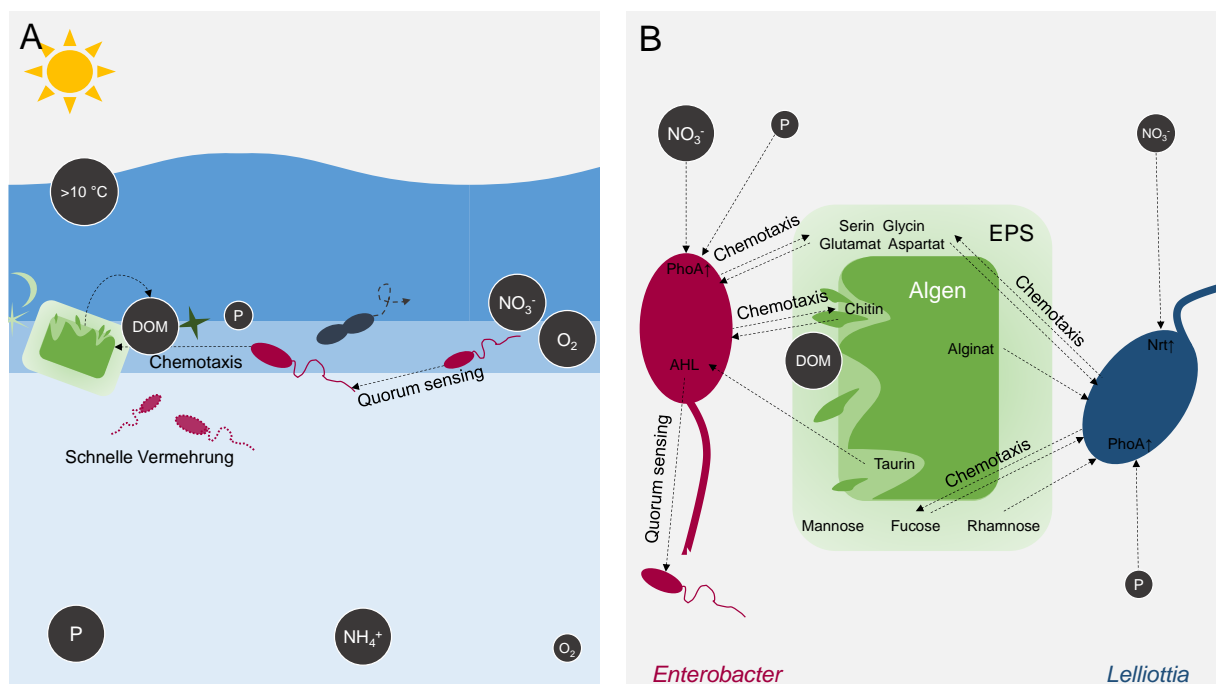 A
>10 °C
NO₃⁻
P
DOM
O₂
Chemotaxis
Quorum sensing
Schnelle Vermehrung
P
NH₄⁺
O₂
B
NO₃⁻
P
NO₃⁻
Chemotaxis
Serin Glycin
Glutamat Aspartat
EPS
PhoA↑
Algen
Chemotaxis
Chemotaxis
Chitin
Nrt↑
Alginat
DOM
AHL
PhoA↑
Taurin
Chemotaxis
Quorum sensing
Mannose Fucose Rhamnose
P
Enterobacter
Lelliottia